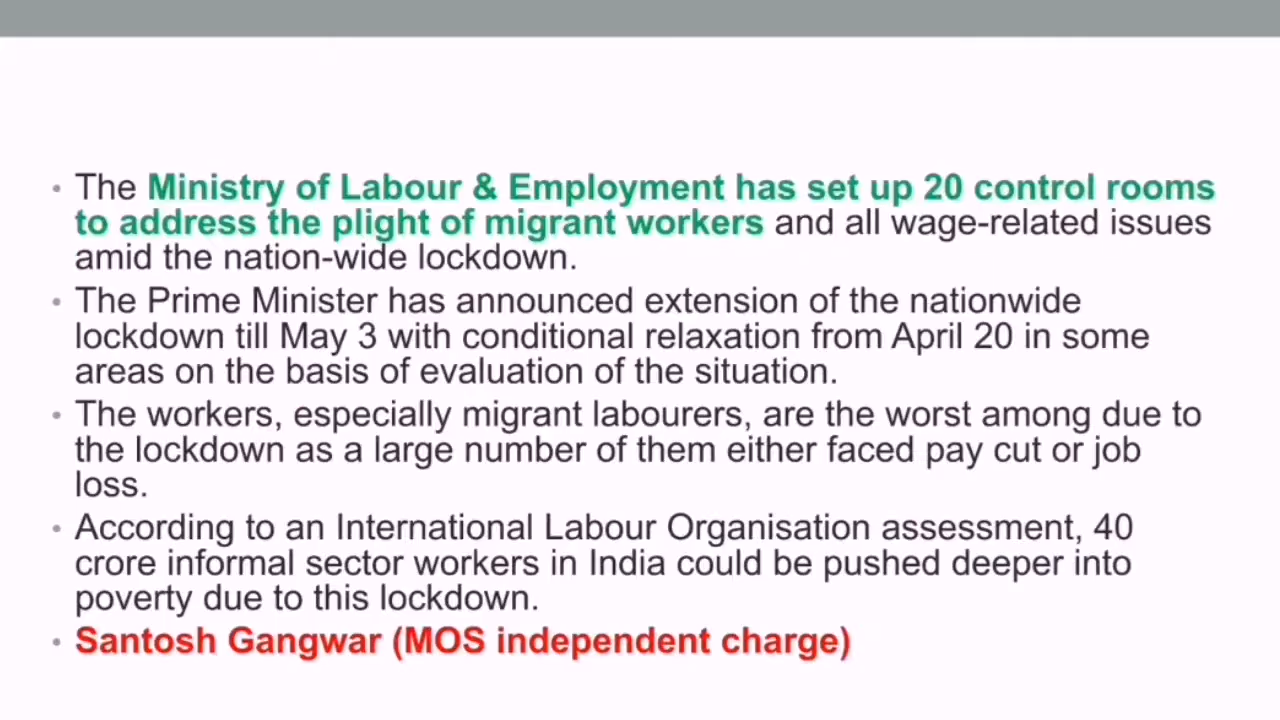 • The Ministry of Labour & Employment has set up 20 control rooms
to address the plight of migrant workers and all wage-related issues
amid the nation-wide lockdown.
• The Prime Minister has announced extension of the nationwide
lockdown till May 3 with conditional relaxation from April 20 in some
areas on the basis of evaluation of the situation.
• The workers, especially migrant labourers, are the worst among due to
the lockdown as a large number of them either faced pay cut or job
loss.
• According to an International Labour Organisation assessment, 40
crore informal sector workers in India could be pushed deeper into
poverty due to this lockdown.
• Santosh Gangwar (MOS independent charge)